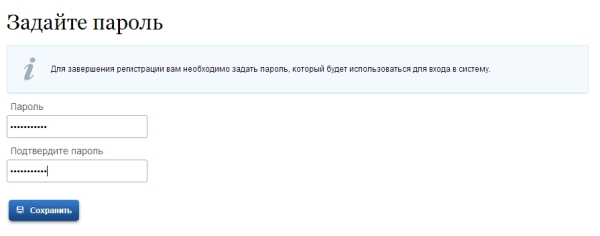 Задайте пароль
Для завершения регистрации вам необходимо задать пароль, который будет использоваться для входа в систему.
Пароль
•••••••••••
Подтвердите пароль
•••••••••••
Сохранить